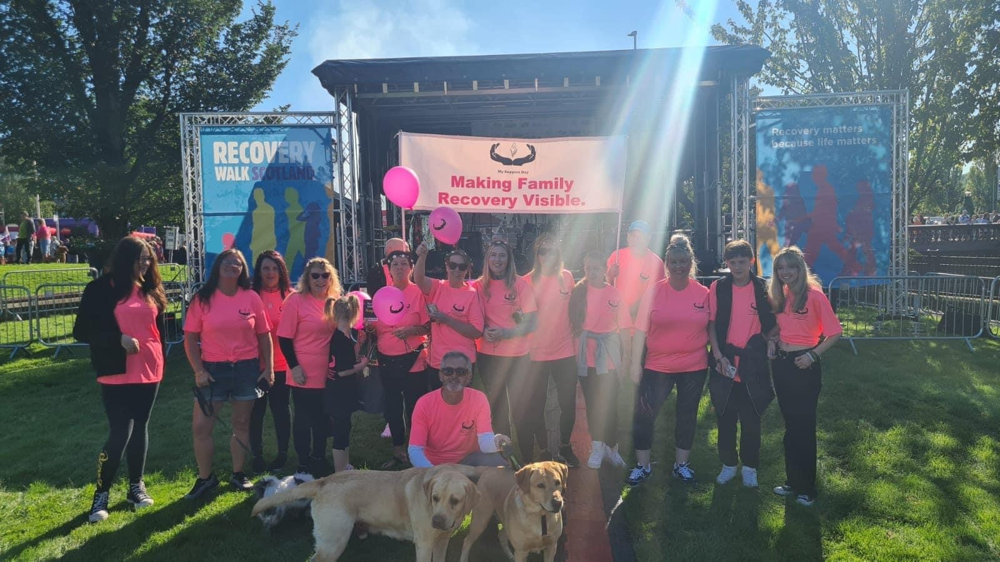 RECOVERY
WALK SCOTLAND
My Support Day
Making Family
Recovery Visible.
Recovery matters
because life matters